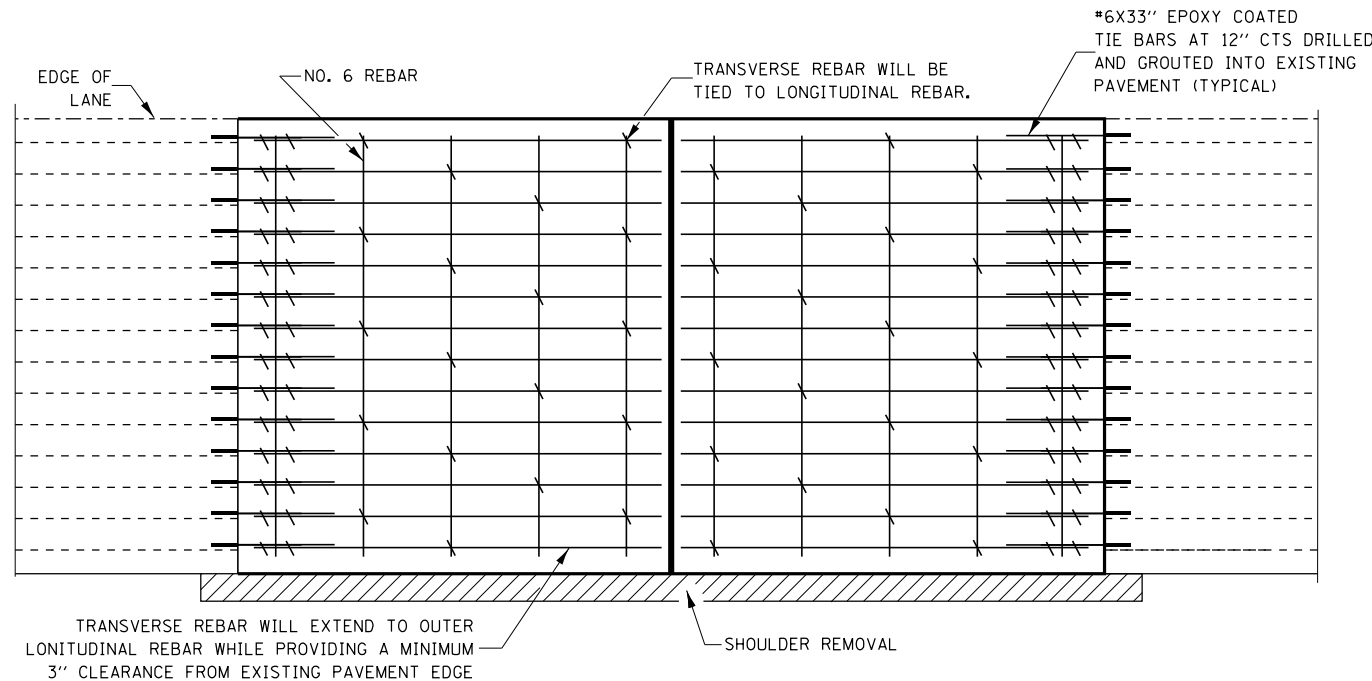 #6X33'' EPOXY COATED
TIE BARS AT 12'' CTS DRILLED
AND GROUTED INTO EXISTING
PAVEMENT (TYPICAL)
EDGE OF
LANE
NO. 6 REBAR
TRANSVERSE REBAR WILL BE
TIED TO LONGITUDINAL REBAR.
TRANSVERSE REBAR WILL EXTEND TO OUTER
LONITUDINAL REBAR WHILE PROVIDING A MINIMUM
3'' CLEARANCE FROM EXISTING PAVEMENT EDGE
SHOULDER REMOVAL